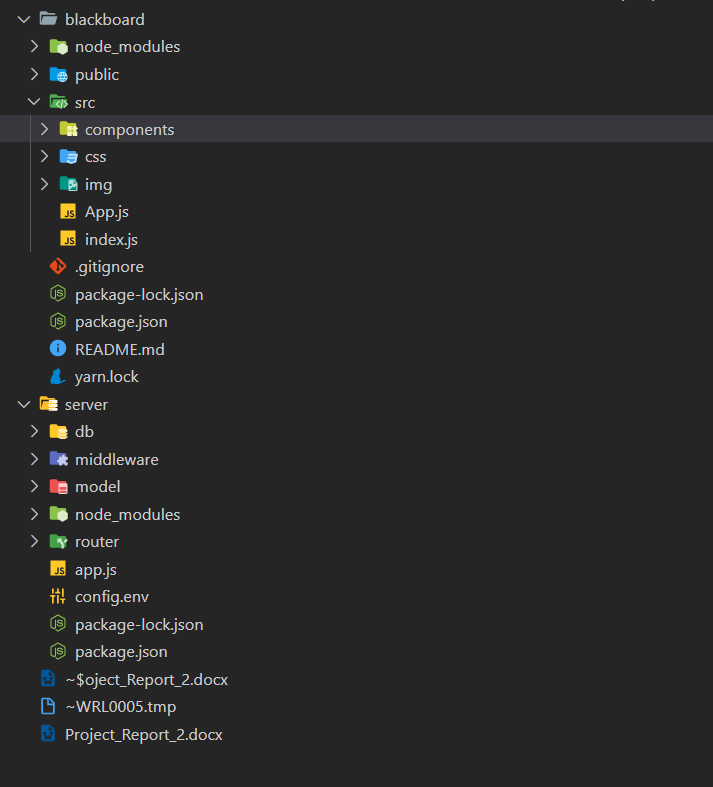 blackboard
node_modules
public
src
components
css
img
App.js
index.js
.gitignore
package-lock.json
package.json
README.md
yarn.lock
server
db
middleware
model
node_modules
router
app.js
config.env
package-lock.json
package.json
~$oject_Report_2.docx
~WRL0005.tmp
Project_Report_2.docx